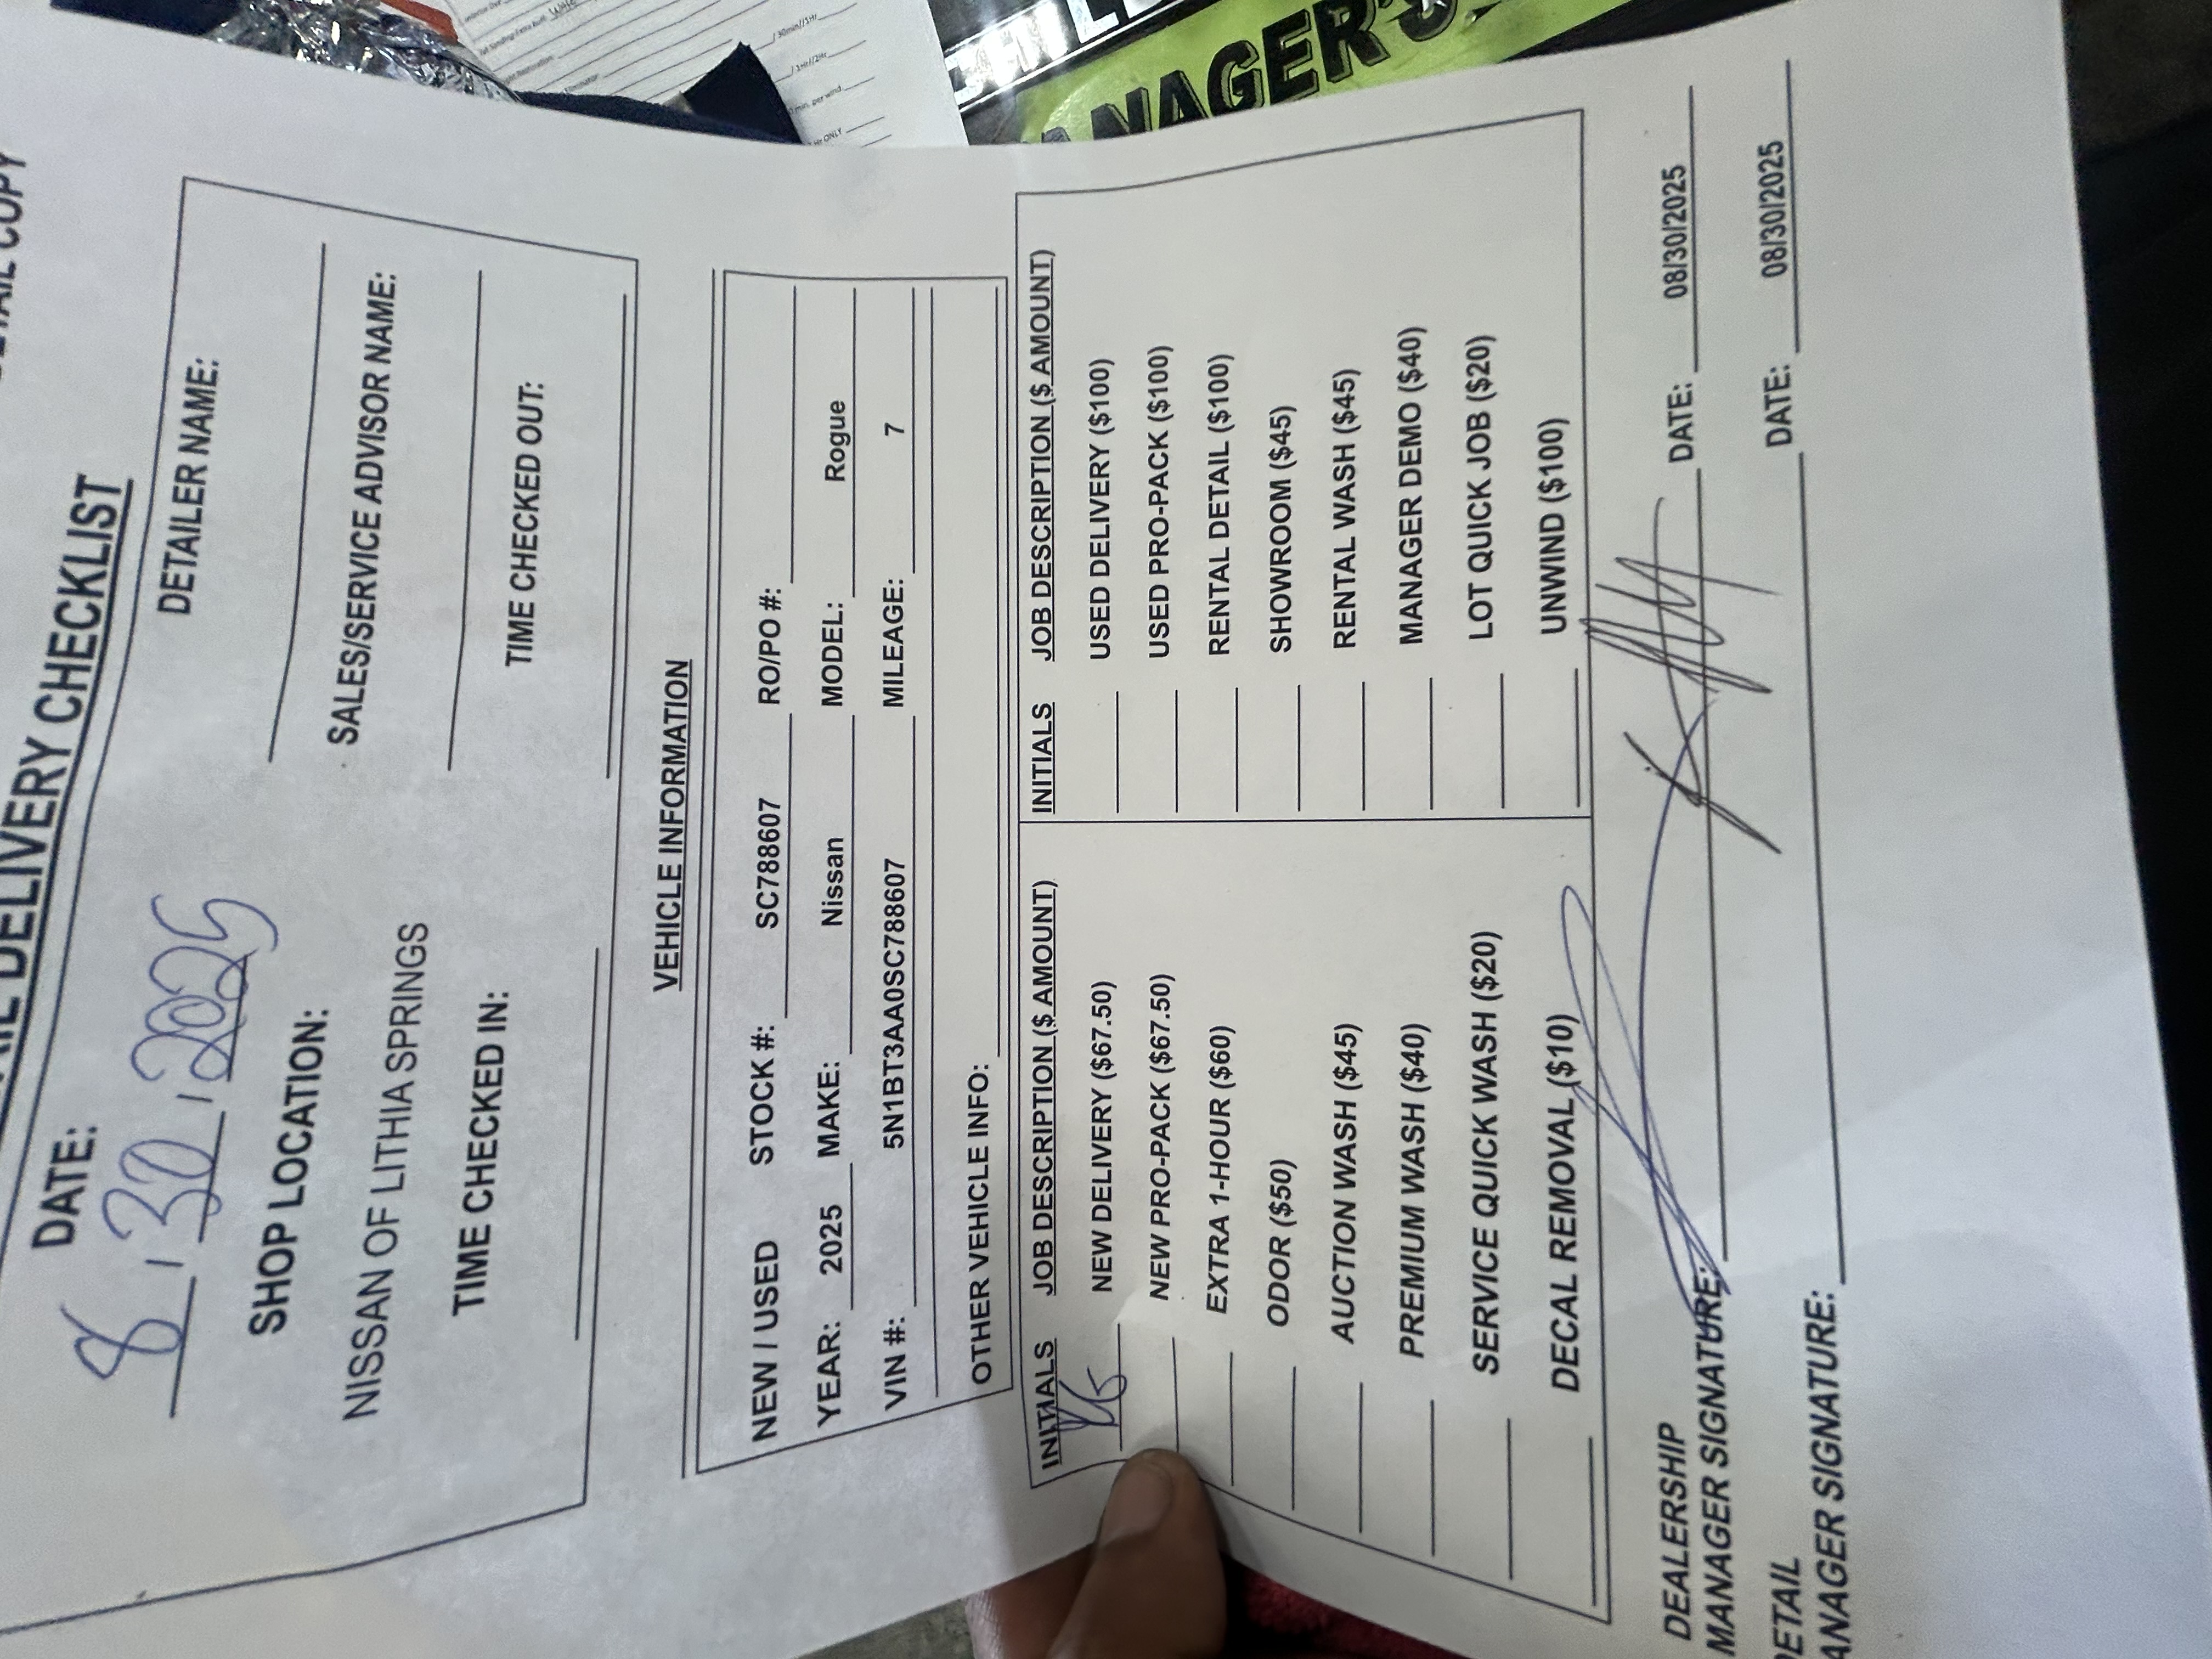 DELIVERY CHECKLIST
DATE:
8 / 30 / 2025
DETAILER NAME:
SHOP LOCATION:
NISSAN OF LITHIA SPRINGS
SALES/SERVICE ADVISOR NAME:
TIME CHECKED IN:
TIME CHECKED OUT:
VEHICLE INFORMATION
NEW / USED STOCK #: SC788607 RO/PO #:
YEAR: 2025 MAKE: Nissan MODEL: Rogue
VIN #: 5N1BT3AA0SC788607 MILEAGE: 7
OTHER VEHICLE INFO:
INITIALS JOB DESCRIPTION ($ AMOUNT) INITIALS JOB DESCRIPTION ($ AMOUNT)
NEW DELIVERY ($67.50) USED DELIVERY ($100)
NEW PRO-PACK ($67.50) USED PRO-PACK ($100)
EXTRA 1-HOUR ($60) RENTAL DETAIL ($100)
ODOR ($50) SHOWROOM ($45)
AUCTION WASH ($45) RENTAL WASH ($45)
PREMIUM WASH ($40) MANAGER DEMO ($40)
SERVICE QUICK WASH ($20) LOT QUICK JOB ($20)
DECAL REMOVAL ($10) UNWIND ($100)
DEALERSHIP
MANAGER SIGNATURE: DATE: 08/30/2025
ETAIL
ANAGER SIGNATURE: DATE: 08/30/2025
ANAGER'S